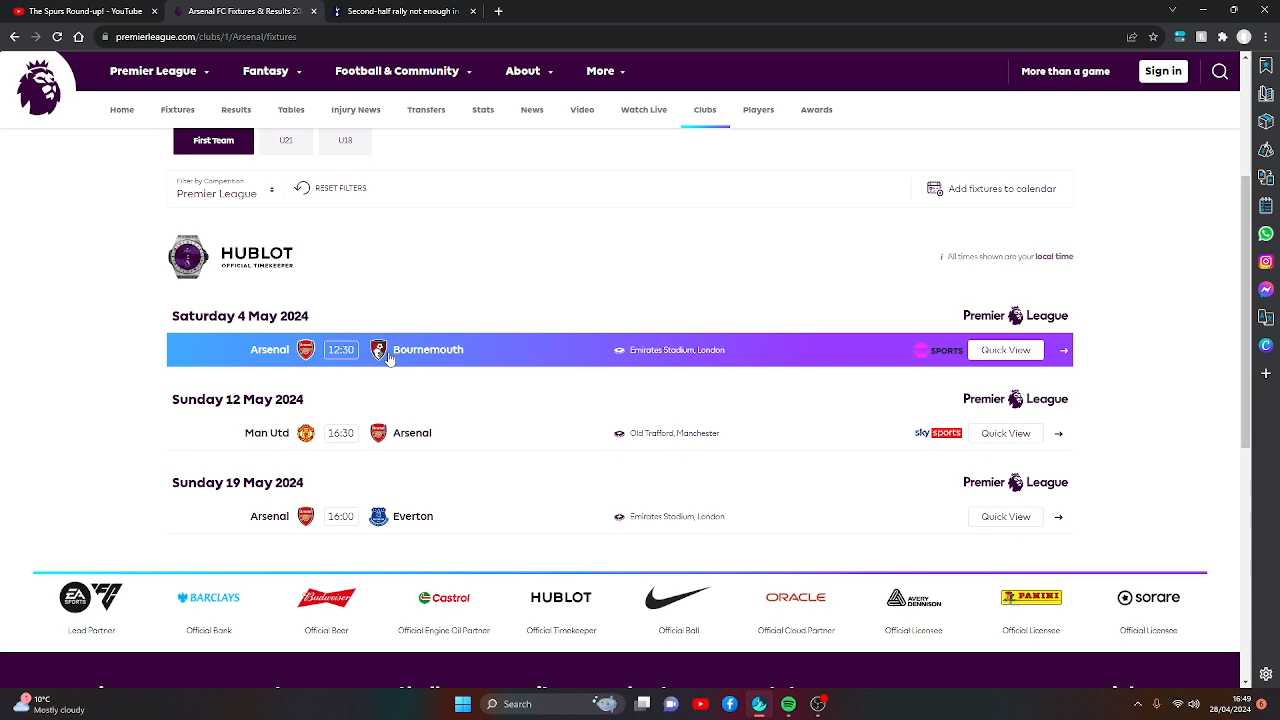 The Spurs Round-up! - YouTube
Arsenal FC Fixtures & Results 20
Second-half rally not enough in d
premierleague.com/clubs/1/Arsenal/fixtures
Premier League
Fantasy
Football & Community
About
More
More than a game
Sign in
Home
Fixtures
Results
Tables
Injury News
Transfers
Stats
News
Video
Watch Live
Clubs
Players
Awards
First Team
U21
U18
Filter by Competition
Premier League
RESET FILTERS
Add fixtures to calendar
HUBLOT
OFFICIAL TIMEKEEPER
i All times shown are your local time
Saturday 4 May 2024
Premier League
Arsenal 12:30 Bournemouth
Emirates Stadium, London
SPORTS
Quick View
Sunday 12 May 2024
Premier League
Man Utd 16:30 Arsenal
Old Trafford, Manchester
sky sports
Quick View
Sunday 19 May 2024
Premier League
Arsenal 16:00 Everton
Emirates Stadium, London
Quick View
EA SPORTS FC
BARCLAYS
Budweiser
Castrol
HUBLOT
ORACLE
AVERY DENNISON
PANINI
sorare
Lead Partner
Official Bank
Official Beer
Official Engine Oil Partner
Official Timekeeper
Official Ball
Official Cloud Partner
Official Licensee
Official Licensee
Official Licensee
1
10°C
Mostly cloudy
Search
16:49
28/04/2024
6